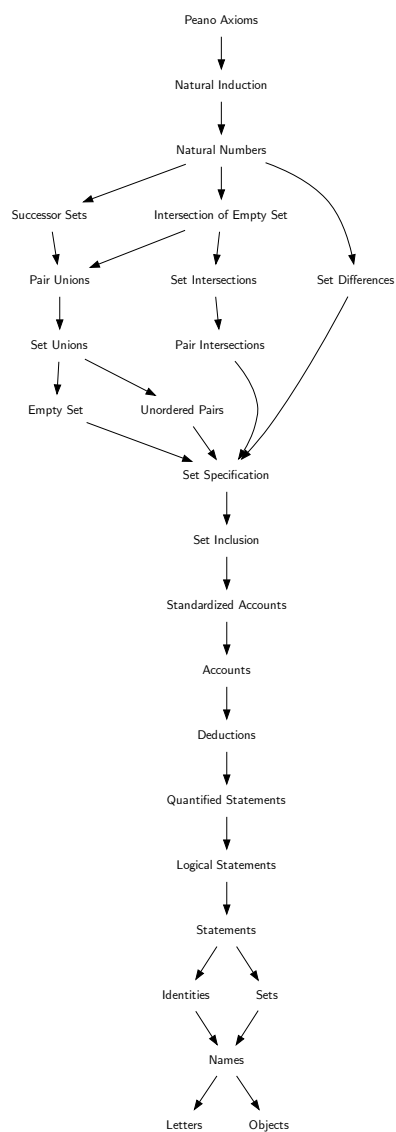 Peano Axioms
Natural Induction
Natural Numbers
Successor Sets
Intersection of Empty Set
Pair Unions
Set Intersections
Set Differences
Set Unions
Pair Intersections
Empty Set
Unordered Pairs
Set Specification
Set Inclusion
Standardized Accounts
Accounts
Deductions
Quantified Statements
Logical Statements
Statements
Identities
Sets
Names
Letters
Objects